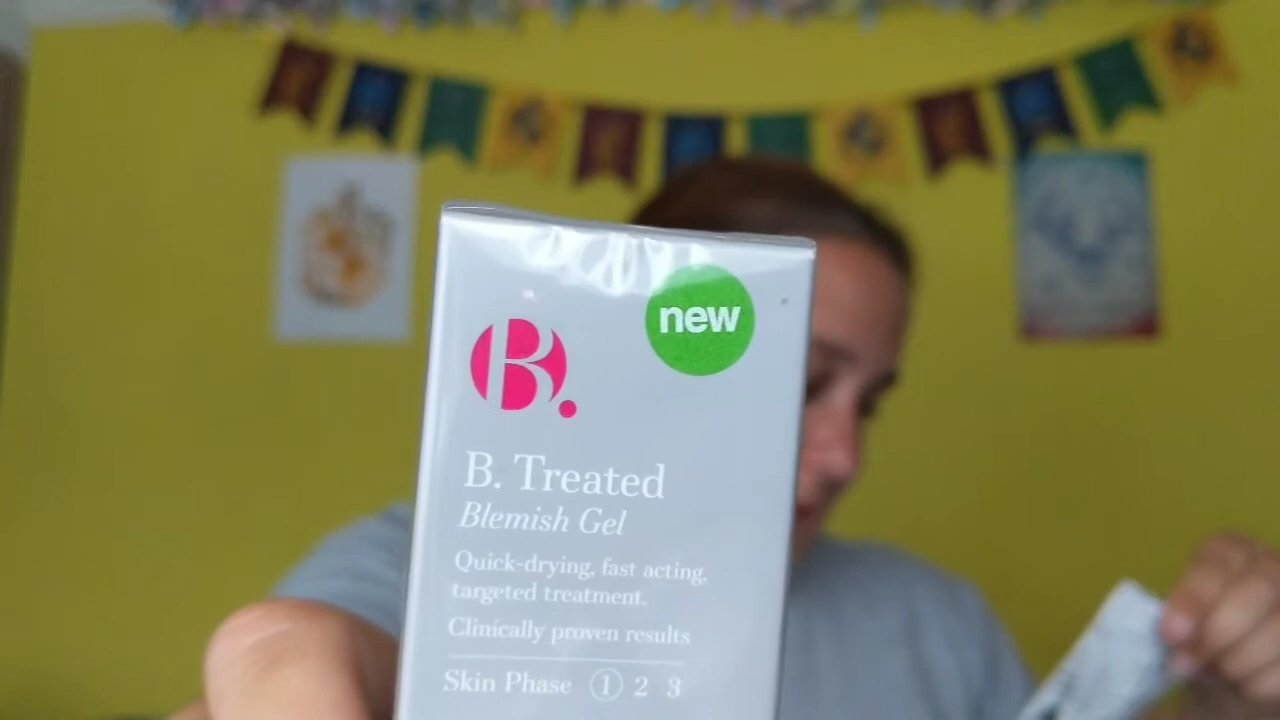 new
B.
B. Treated
Blemish Gel
Quick-drying, fast acting,
targeted treatment.
Clinically proven results
Skin Phase 1 2 3